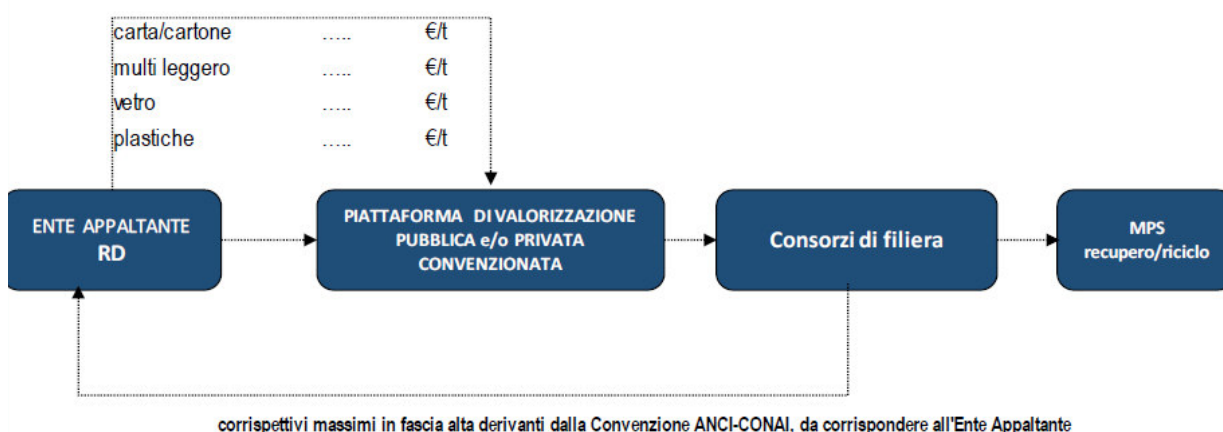 carta/cartone ..... €/t
multi leggero ..... €/t
vetro ..... €/t
plastiche ..... €/t
ENTE APPALTANTE
RD
PIATTAFORMA DI VALORIZZAZIONE
PUBBLICA e/o PRIVATA
CONVENZIONATA
Consorzi di filiera
MPS
recupero/riciclo
corrispettivi massimi in fascia alta derivanti dalla Convenzione ANCI-CONAI, da corrispondere all'Ente Appaltante